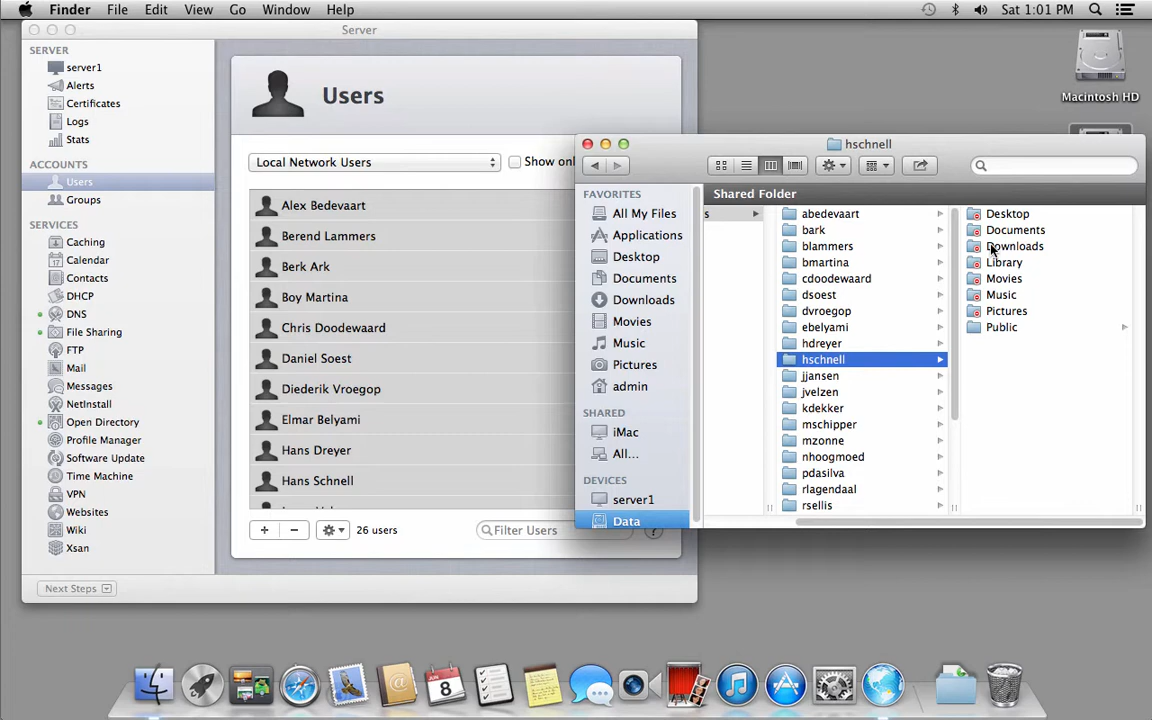 Finder File Edit View Go Window Help Sat 1:01 PM
Server
SERVER
server1
Alerts
Certificates
Logs
Stats
ACCOUNTS
Users
Groups
SERVICES
Caching
Calendar
Contacts
DHCP
DNS
File Sharing
FTP
Mail
Messages
NetInstall
Open Directory
Profile Manager
Software Update
Time Machine
VPN
Websites
Wiki
Xsan
Next Steps
Users
Local Network Users
Show onl
Alex Bedevaart
Berend Lammers
Berk Ark
Boy Martina
Chris Doodewaard
Daniel Soest
Diederik Vroegop
Elmar Belyami
Hans Dreyer
Hans Schnell
26 users
Filter Users
?
hschnell
FAVORITES
All My Files
Applications
Desktop
Documents
Downloads
Movies
Music
Pictures
admin
SHARED
iMac
All...
DEVICES
server1
Data
Shared Folder
s
abedevaart
bark
blammers
bmartina
cdoodewaard
dsoest
dvroegop
ebelyami
hdreyer
hschnell
jjansen
jvelzen
kdekker
mschipper
mzonne
nhoogmoed
pdasilva
rlagendaal
rsellis
Desktop
Documents
Downloads
Library
Movies
Music
Pictures
Public
Macintosh HD
8